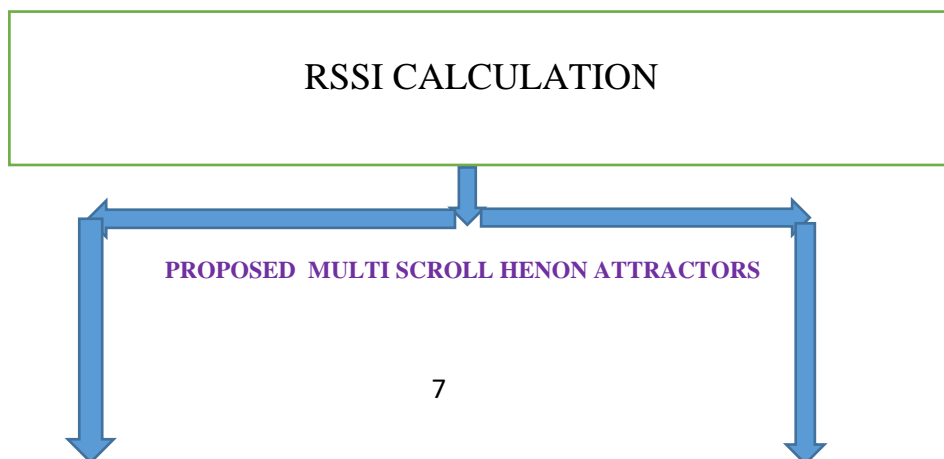 RSSI CALCULATION
PROPOSED MULTI SCROLL HENON ATTRACTORS
7